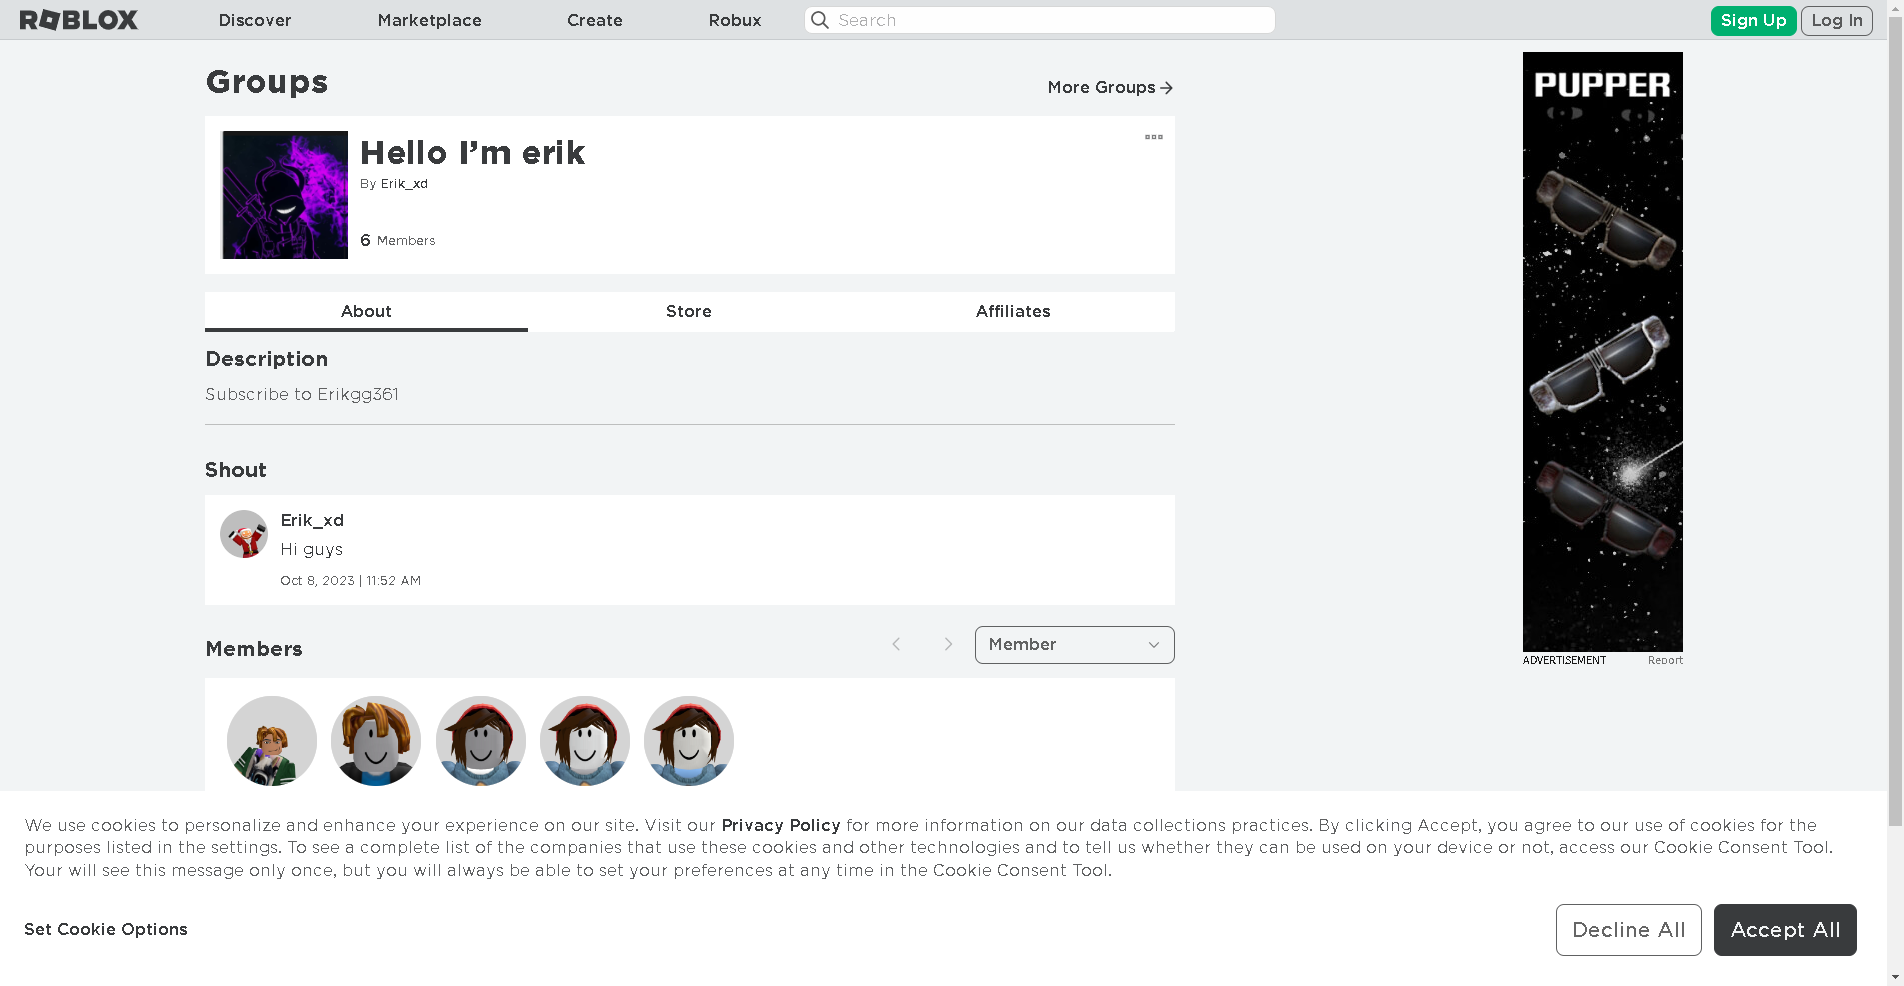 ROBLOX
Discover
Marketplace
Create
Robux
Search
Sign Up
Log In
Groups
More Groups
Hello I'm erik
By Erik_xd
6 Members
About
Store
Affiliates
Description
Subscribe to Erikgg361
Shout
Erik_xd
Hi guys
Oct 8, 2023 | 11:52 AM
Members
Member
PUPPER
ADVERTISEMENT
Report
We use cookies to personalize and enhance your experience on our site. Visit our Privacy Policy for more information on our data collections practices. By clicking Accept, you agree to our use of cookies for the
purposes listed in the settings. To see a complete list of the companies that use these cookies and other technologies and to tell us whether they can be used on your device or not, access our Cookie Consent Tool.
Your will see this message only once, but you will always be able to set your preferences at any time in the Cookie Consent Tool.
Set Cookie Options
Decline All
Accept All